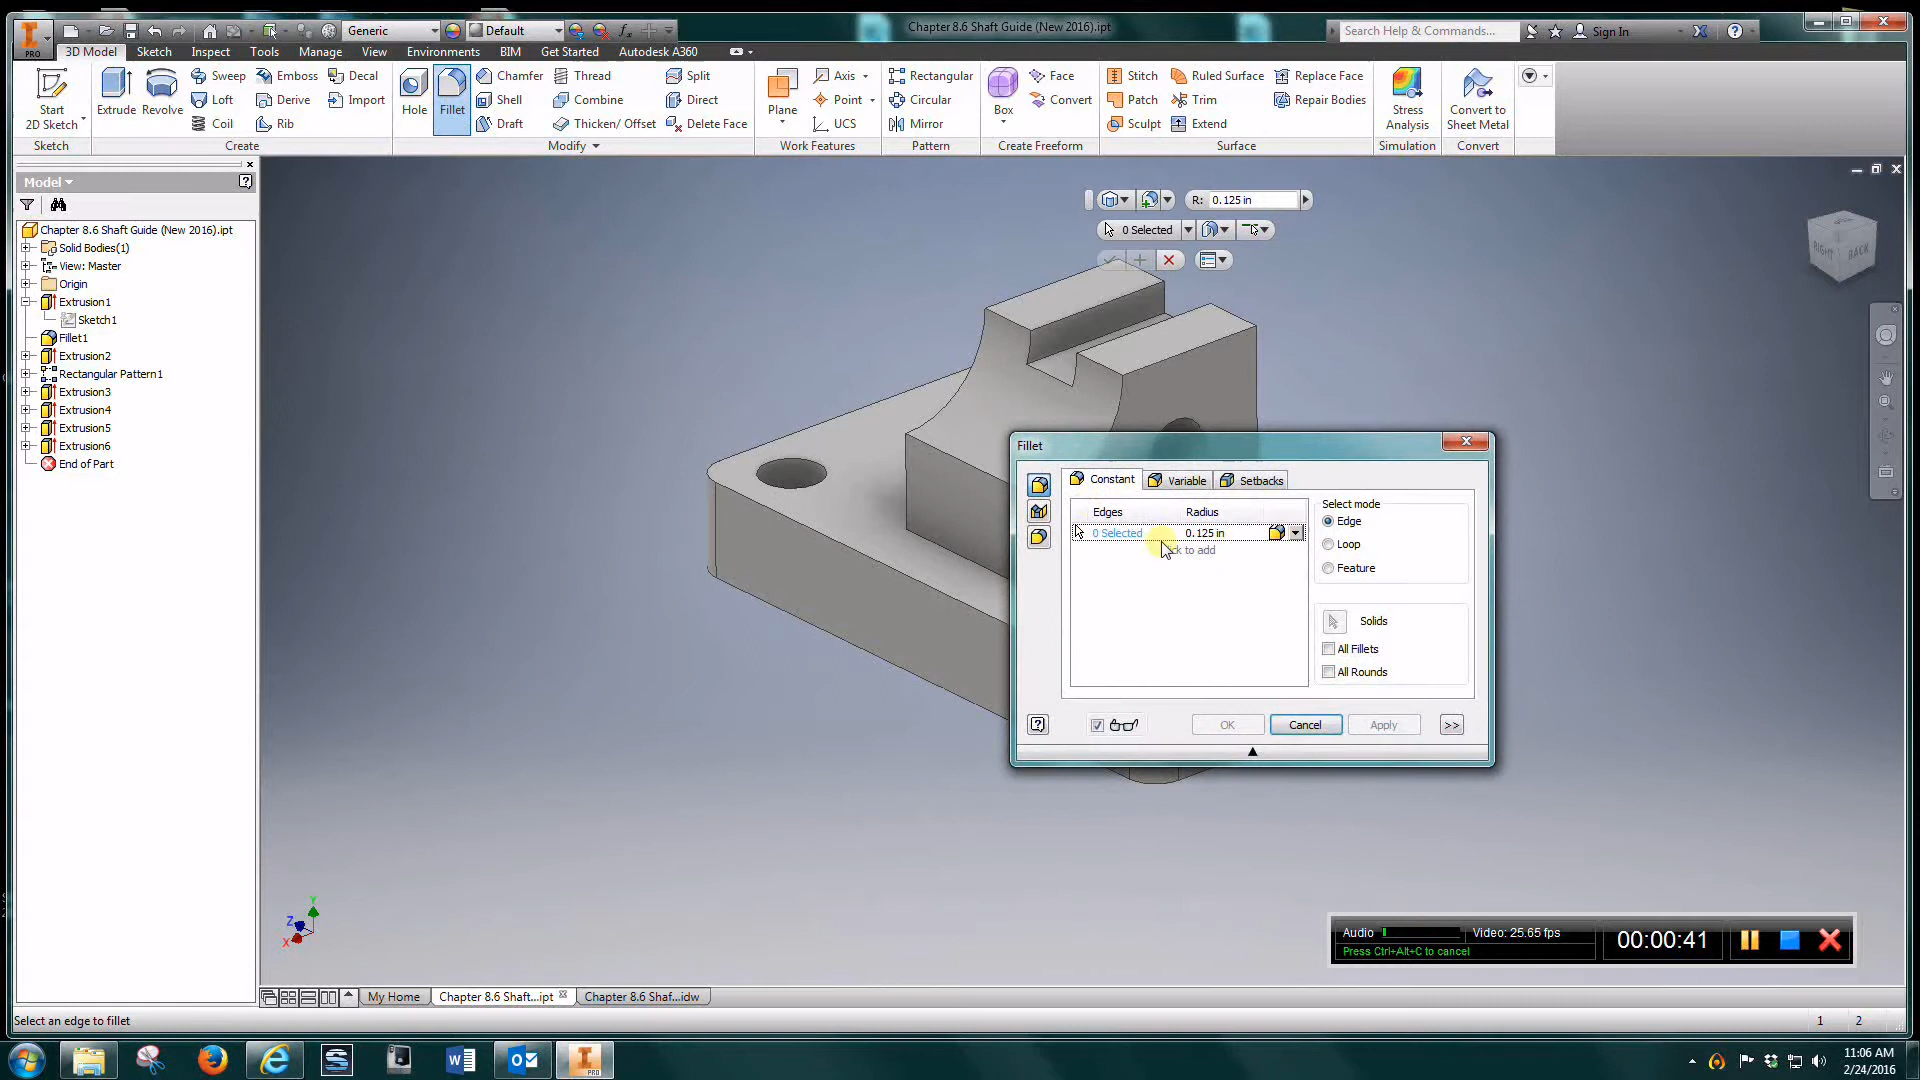 Generic
Default
Chapter 8.6 Shaft Guide (New 2016).ipt
Search Help & Commands...
Sign In
PRO
3D Model
Sketch
Inspect
Tools
Manage
View
Environments
BIM
Get Started
Autodesk A360
Start
2D Sketch
Extrude
Revolve
Sweep
Loft
Coil
Emboss
Derive
Rib
Decal
Import
Hole
Fillet
Chamfer
Shell
Draft
Thread
Combine
Thicken/ Offset
Split
Direct
Delete Face
Plane
Axis
Point
UCS
Rectangular
Circular
Mirror
Box
Face
Convert
Stitch
Patch
Sculpt
Ruled Surface
Trim
Extend
Replace Face
Repair Bodies
Stress
Analysis
Convert to
Sheet Metal
Sketch
Create
Modify
Work Features
Pattern
Create Freeform
Surface
Simulation
Convert
Model
Chapter 8.6 Shaft Guide (New 2016).ipt
Solid Bodies(1)
View: Master
Origin
Extrusion1
Sketch1
Fillet1
Extrusion2
Rectangular Pattern1
Extrusion3
Extrusion4
Extrusion5
Extrusion6
End of Part
R: 0.125 in
0 Selected
RIGHT
BACK
Fillet
Constant
Variable
Setbacks
Edges
Radius
0 Selected
0.125 in
to add
Select mode
Edge
Loop
Feature
Solids
All Fillets
All Rounds
OK
Cancel
Apply
>>
Y
Z
X
Audio
Video: 25.65 fps
Press Ctrl+Alt+C to cancel
00:00:41
My Home
Chapter 8.6 Shaft...ipt
Chapter 8.6 Shaf...idw
Select an edge to fillet
1
2
PRO
11:06 AM
2/24/2016